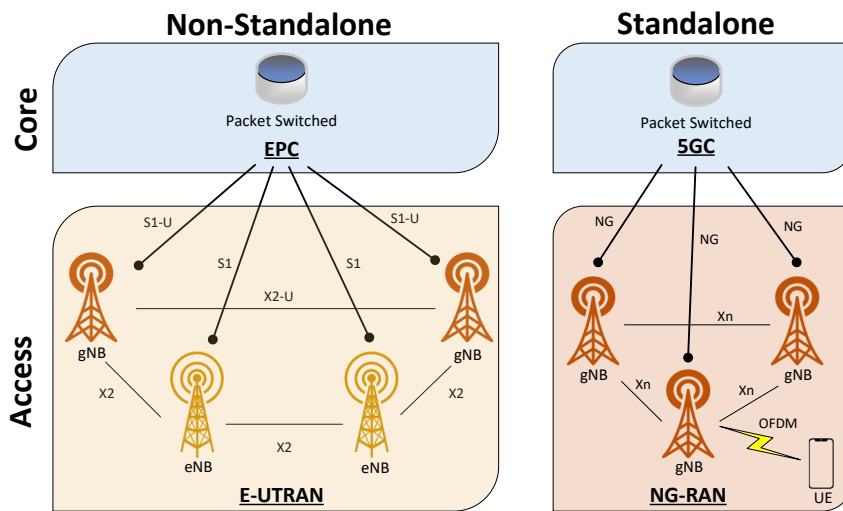 Non-Standalone
Standalone
Core
Packet Switched
EPC
Packet Switched
5GC
S1-U
S1
S1
S1-U
NG
NG
NG
Access
X2-U
gNB
gNB
X2
X2
eNB
X2
eNB
E-UTRAN
Xn
gNB
gNB
Xn
Xn
OFDM
gNB
UE
NG-RAN